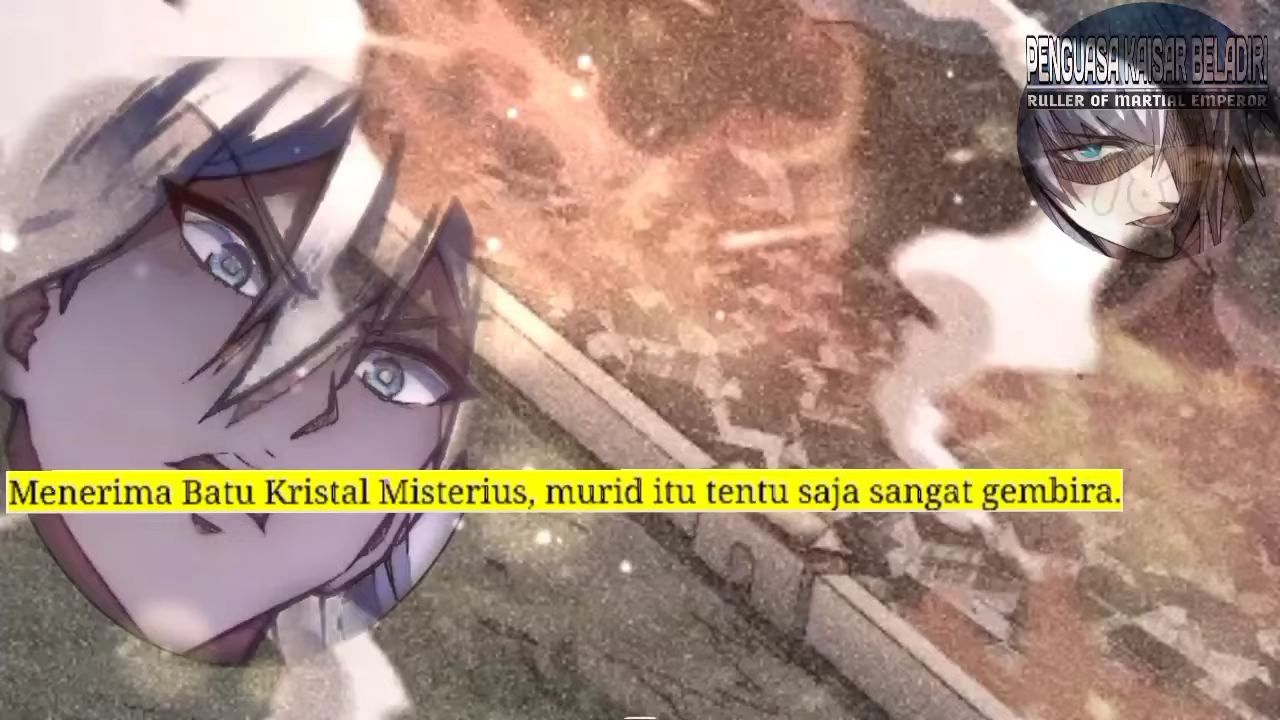 PENGUASA KAISAR BELADIRI
RULLER OF MARTIAL EMPEROR
Menerima Batu Kristal Misterius, murid itu tentu saja sangat gembira.